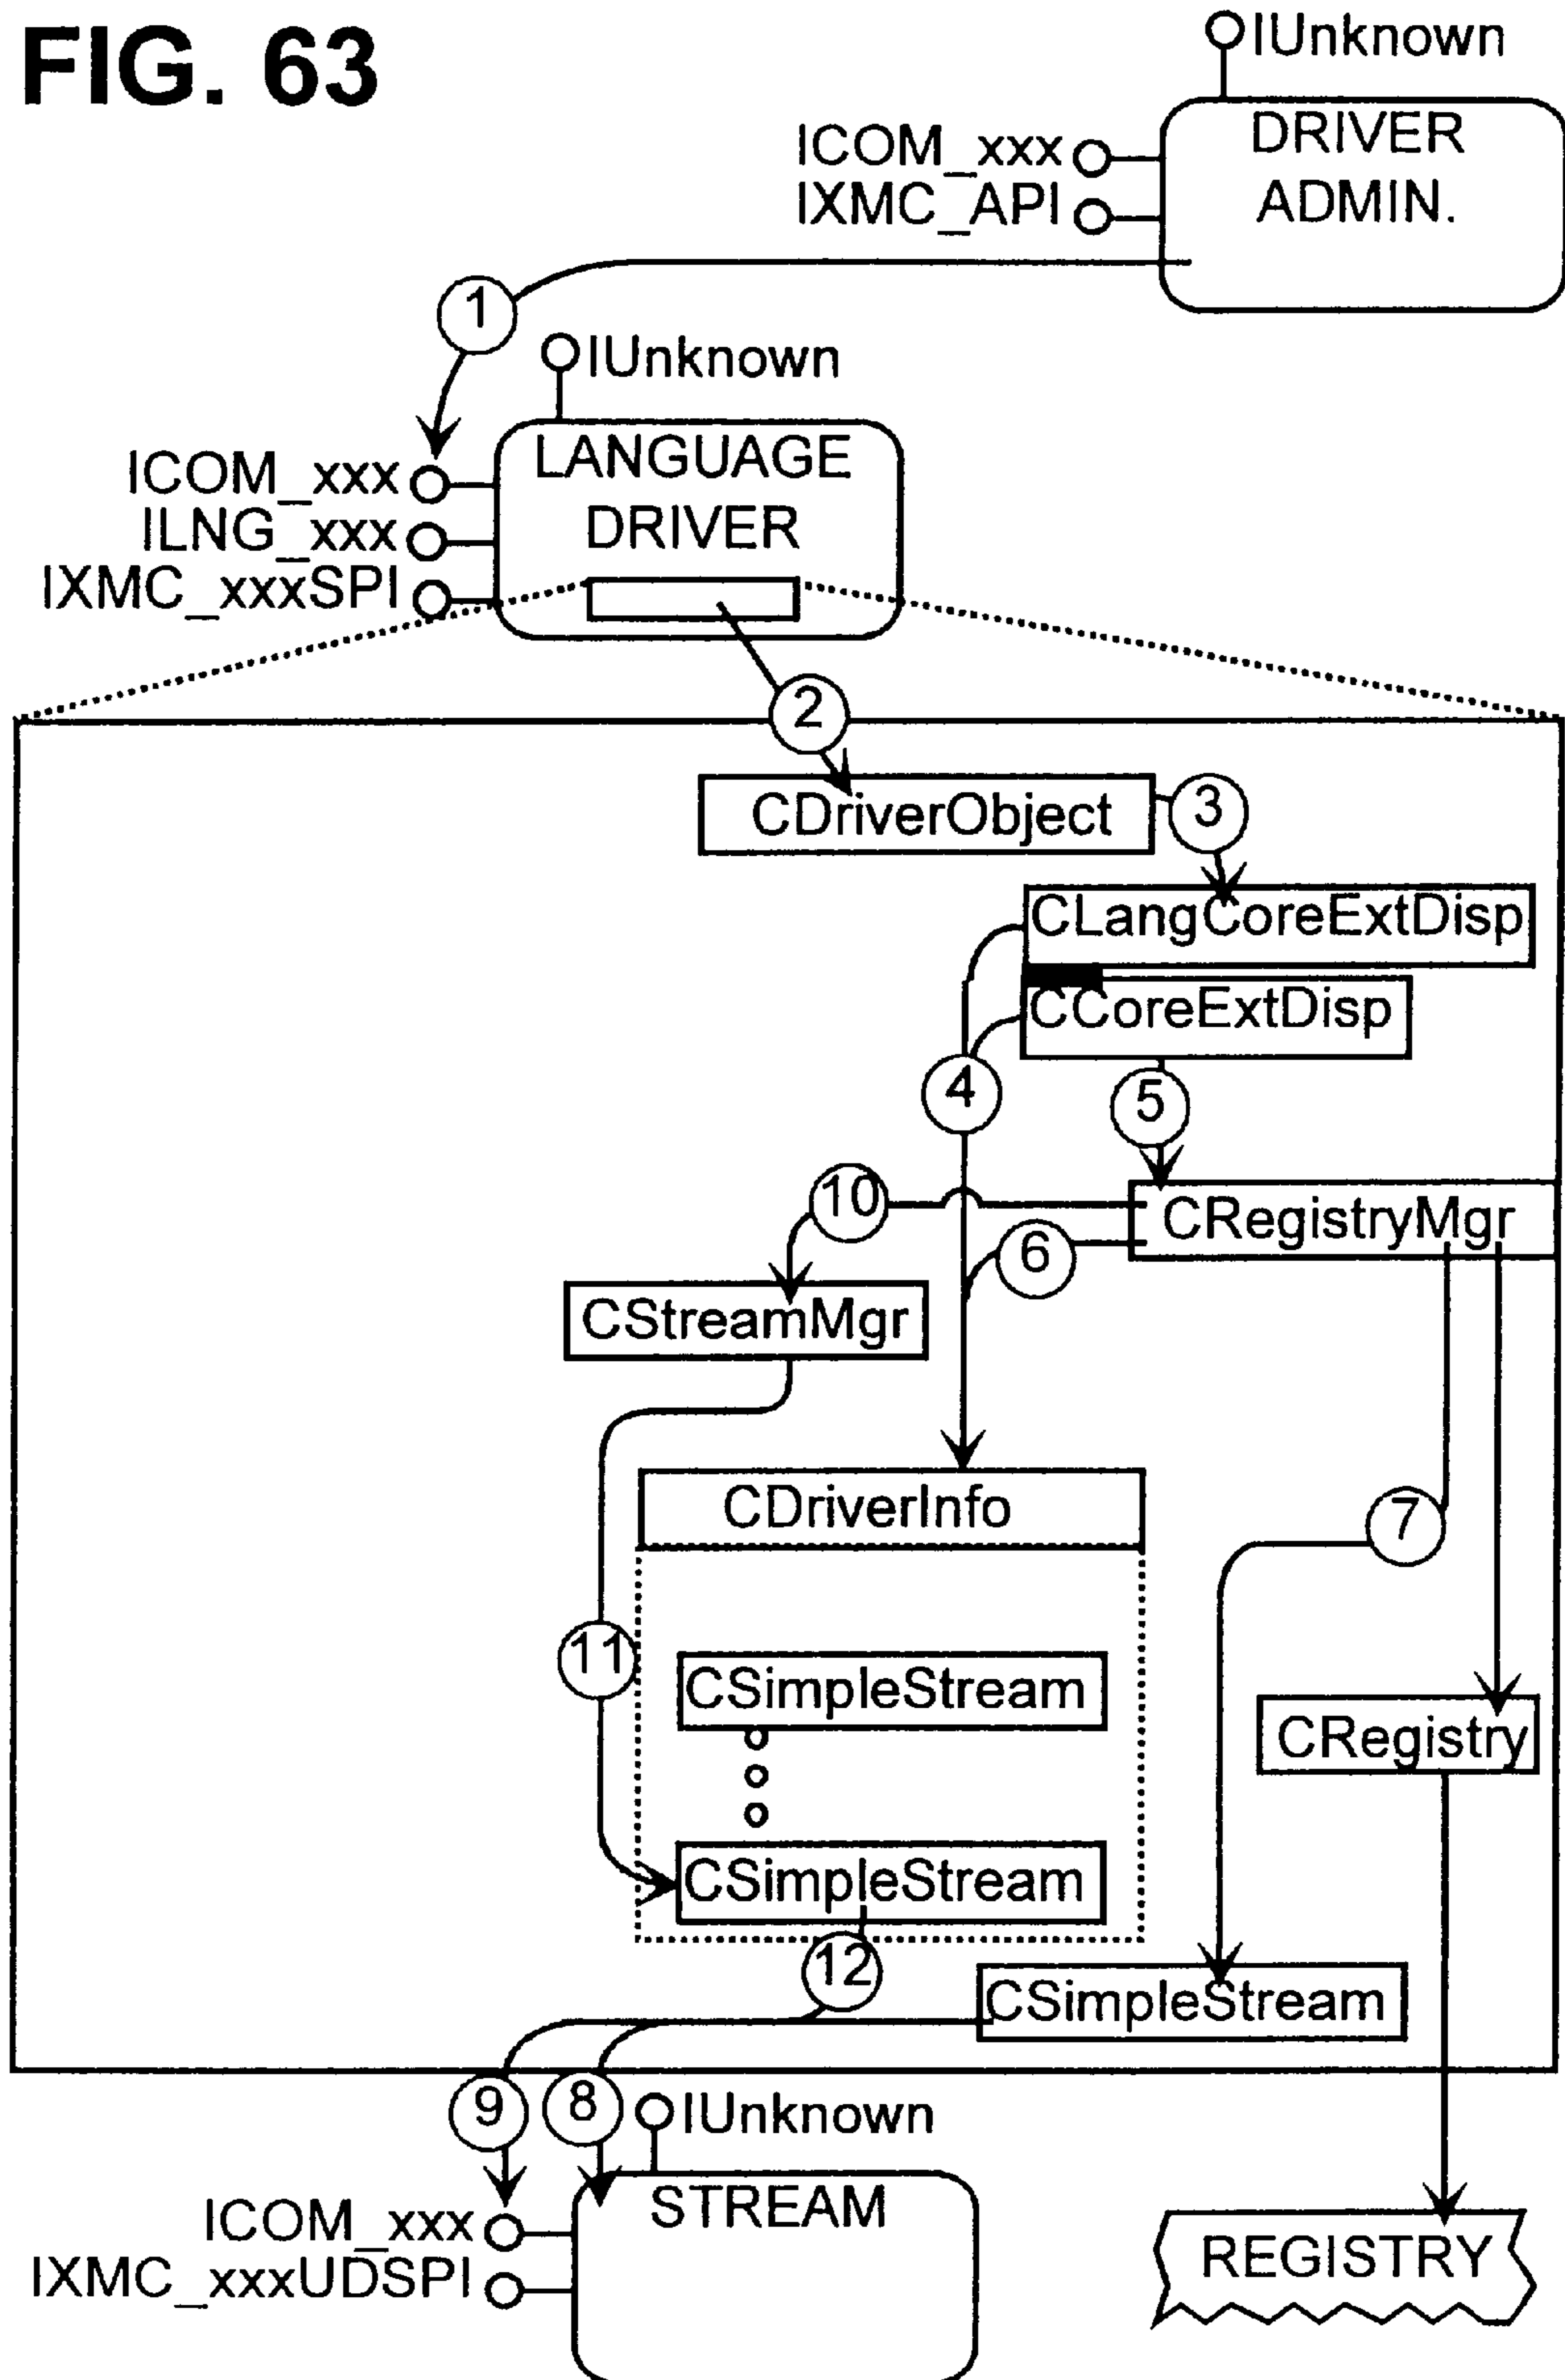 FIG. 63
IUnknown
DRIVER
ADMIN.
ICOM_xxx
IXMC_API
1
IUnknown
LANGUAGE
DRIVER
ICOM_xxx
ILNG_xxx
IXMC_xxxSPI
2
CDriverObject
3
CLangCoreExtDisp
CCoreExtDisp
4
5
10
CRegistryMgr
6
CStreamMgr
CDriverInfo
7
11
CSimpleStream
CRegistry
CSimpleStream
12
CSimpleStream
9
8
IUnknown
STREAM
ICOM_xxx
IXMC_xxxUDSPI
REGISTRY